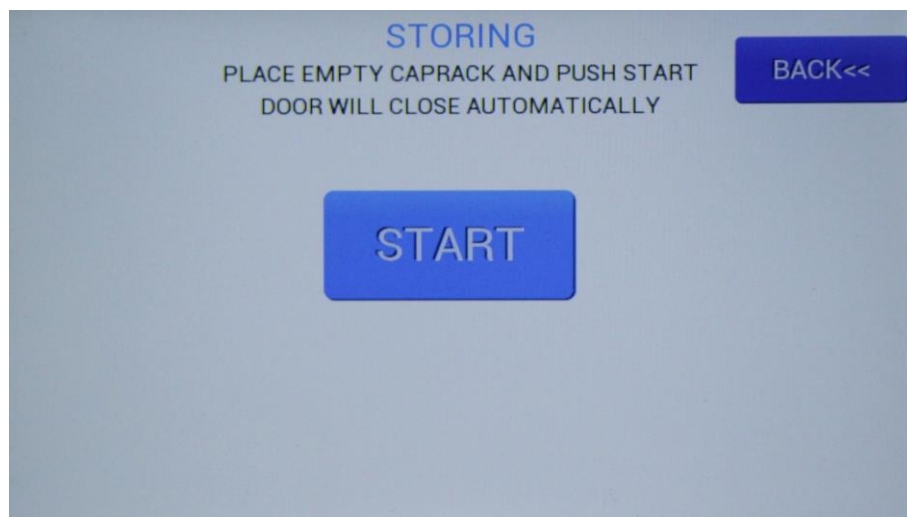 STORING
PLACE EMPTY CAPRACK AND PUSH START
DOOR WILL CLOSE AUTOMATICALLY
BACK<<
START